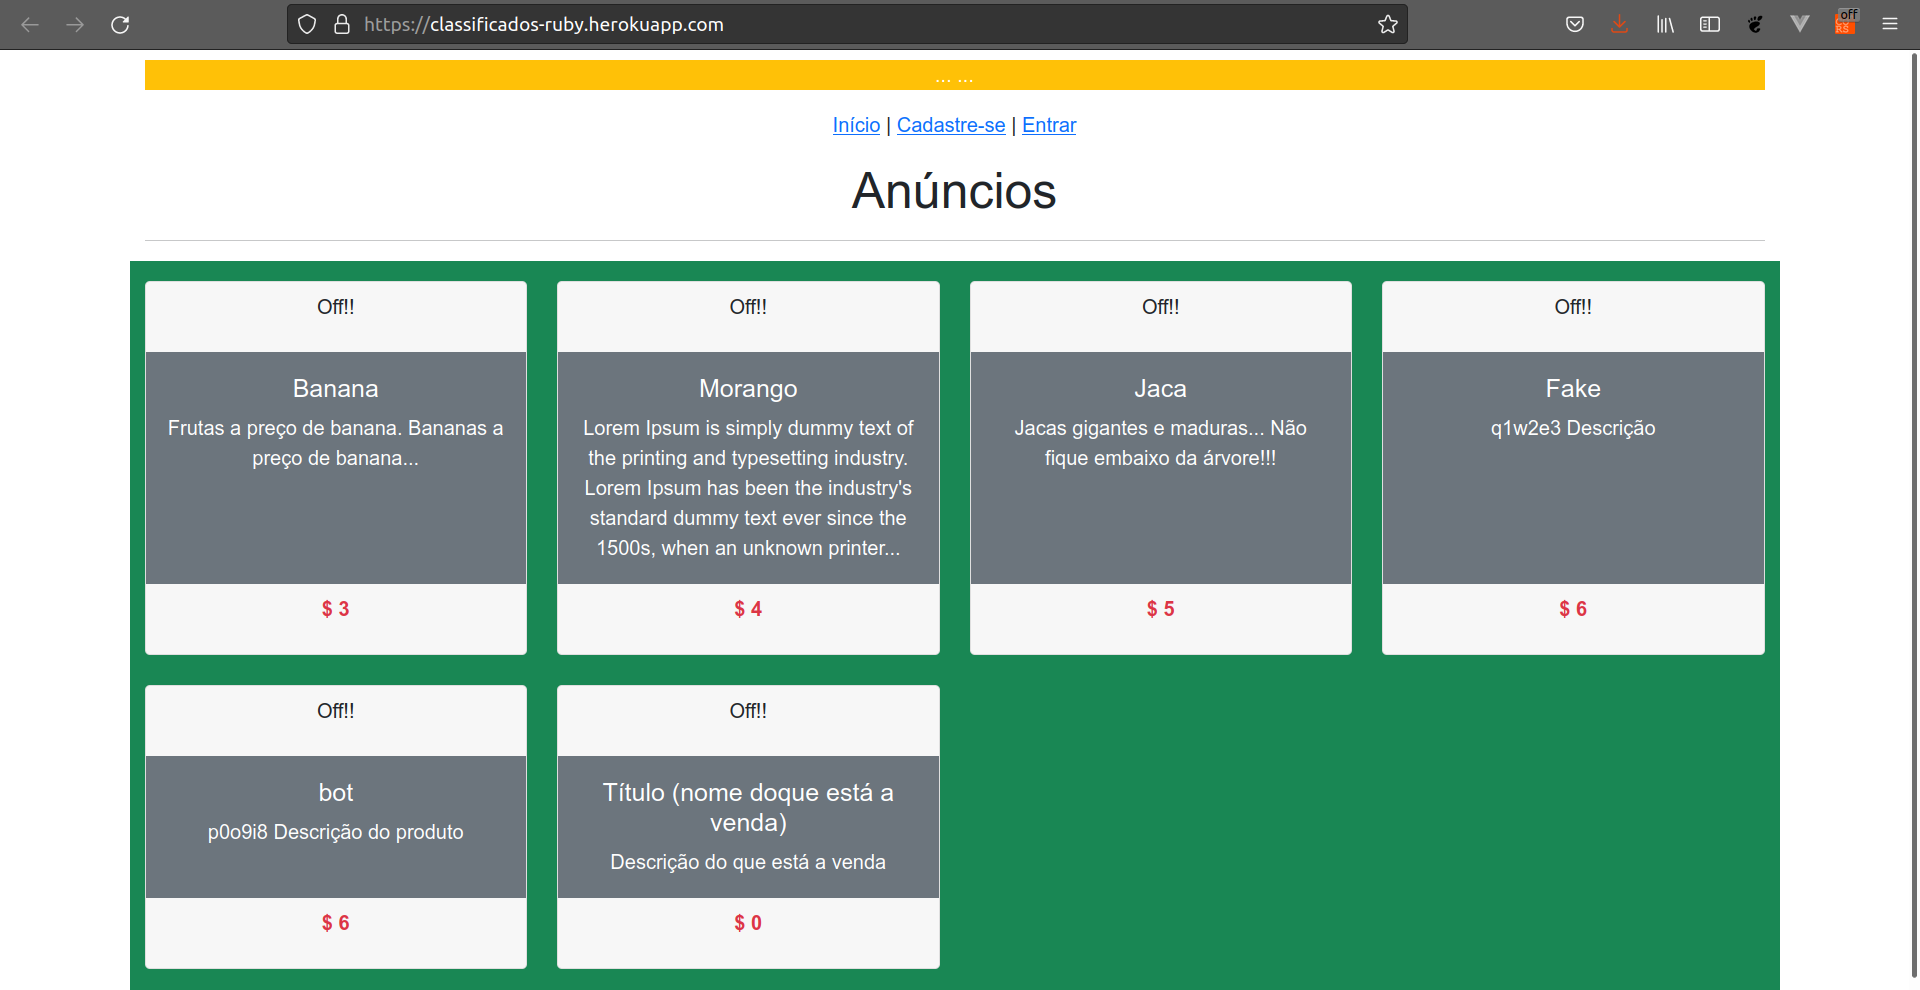 https://classificados-ruby.herokuapp.com
off
... ...
Início | Cadastre-se | Entrar
Anúncios
Off!!
Banana
Frutas a preço de banana. Bananas a
preço de banana...
$ 3
Off!!
Morango
Lorem Ipsum is simply dummy text of
the printing and typesetting industry.
Lorem Ipsum has been the industry's
standard dummy text ever since the
1500s, when an unknown printer...
$ 4
Off!!
Jaca
Jacas gigantes e maduras... Não
fique embaixo da árvore!!!
$ 5
Off!!
Fake
q1w2e3 Descrição
$ 6
Off!!
bot
p0o9i8 Descrição do produto
$ 6
Off!!
Título (nome doque está a
venda)
Descrição do que está a venda
$ 0